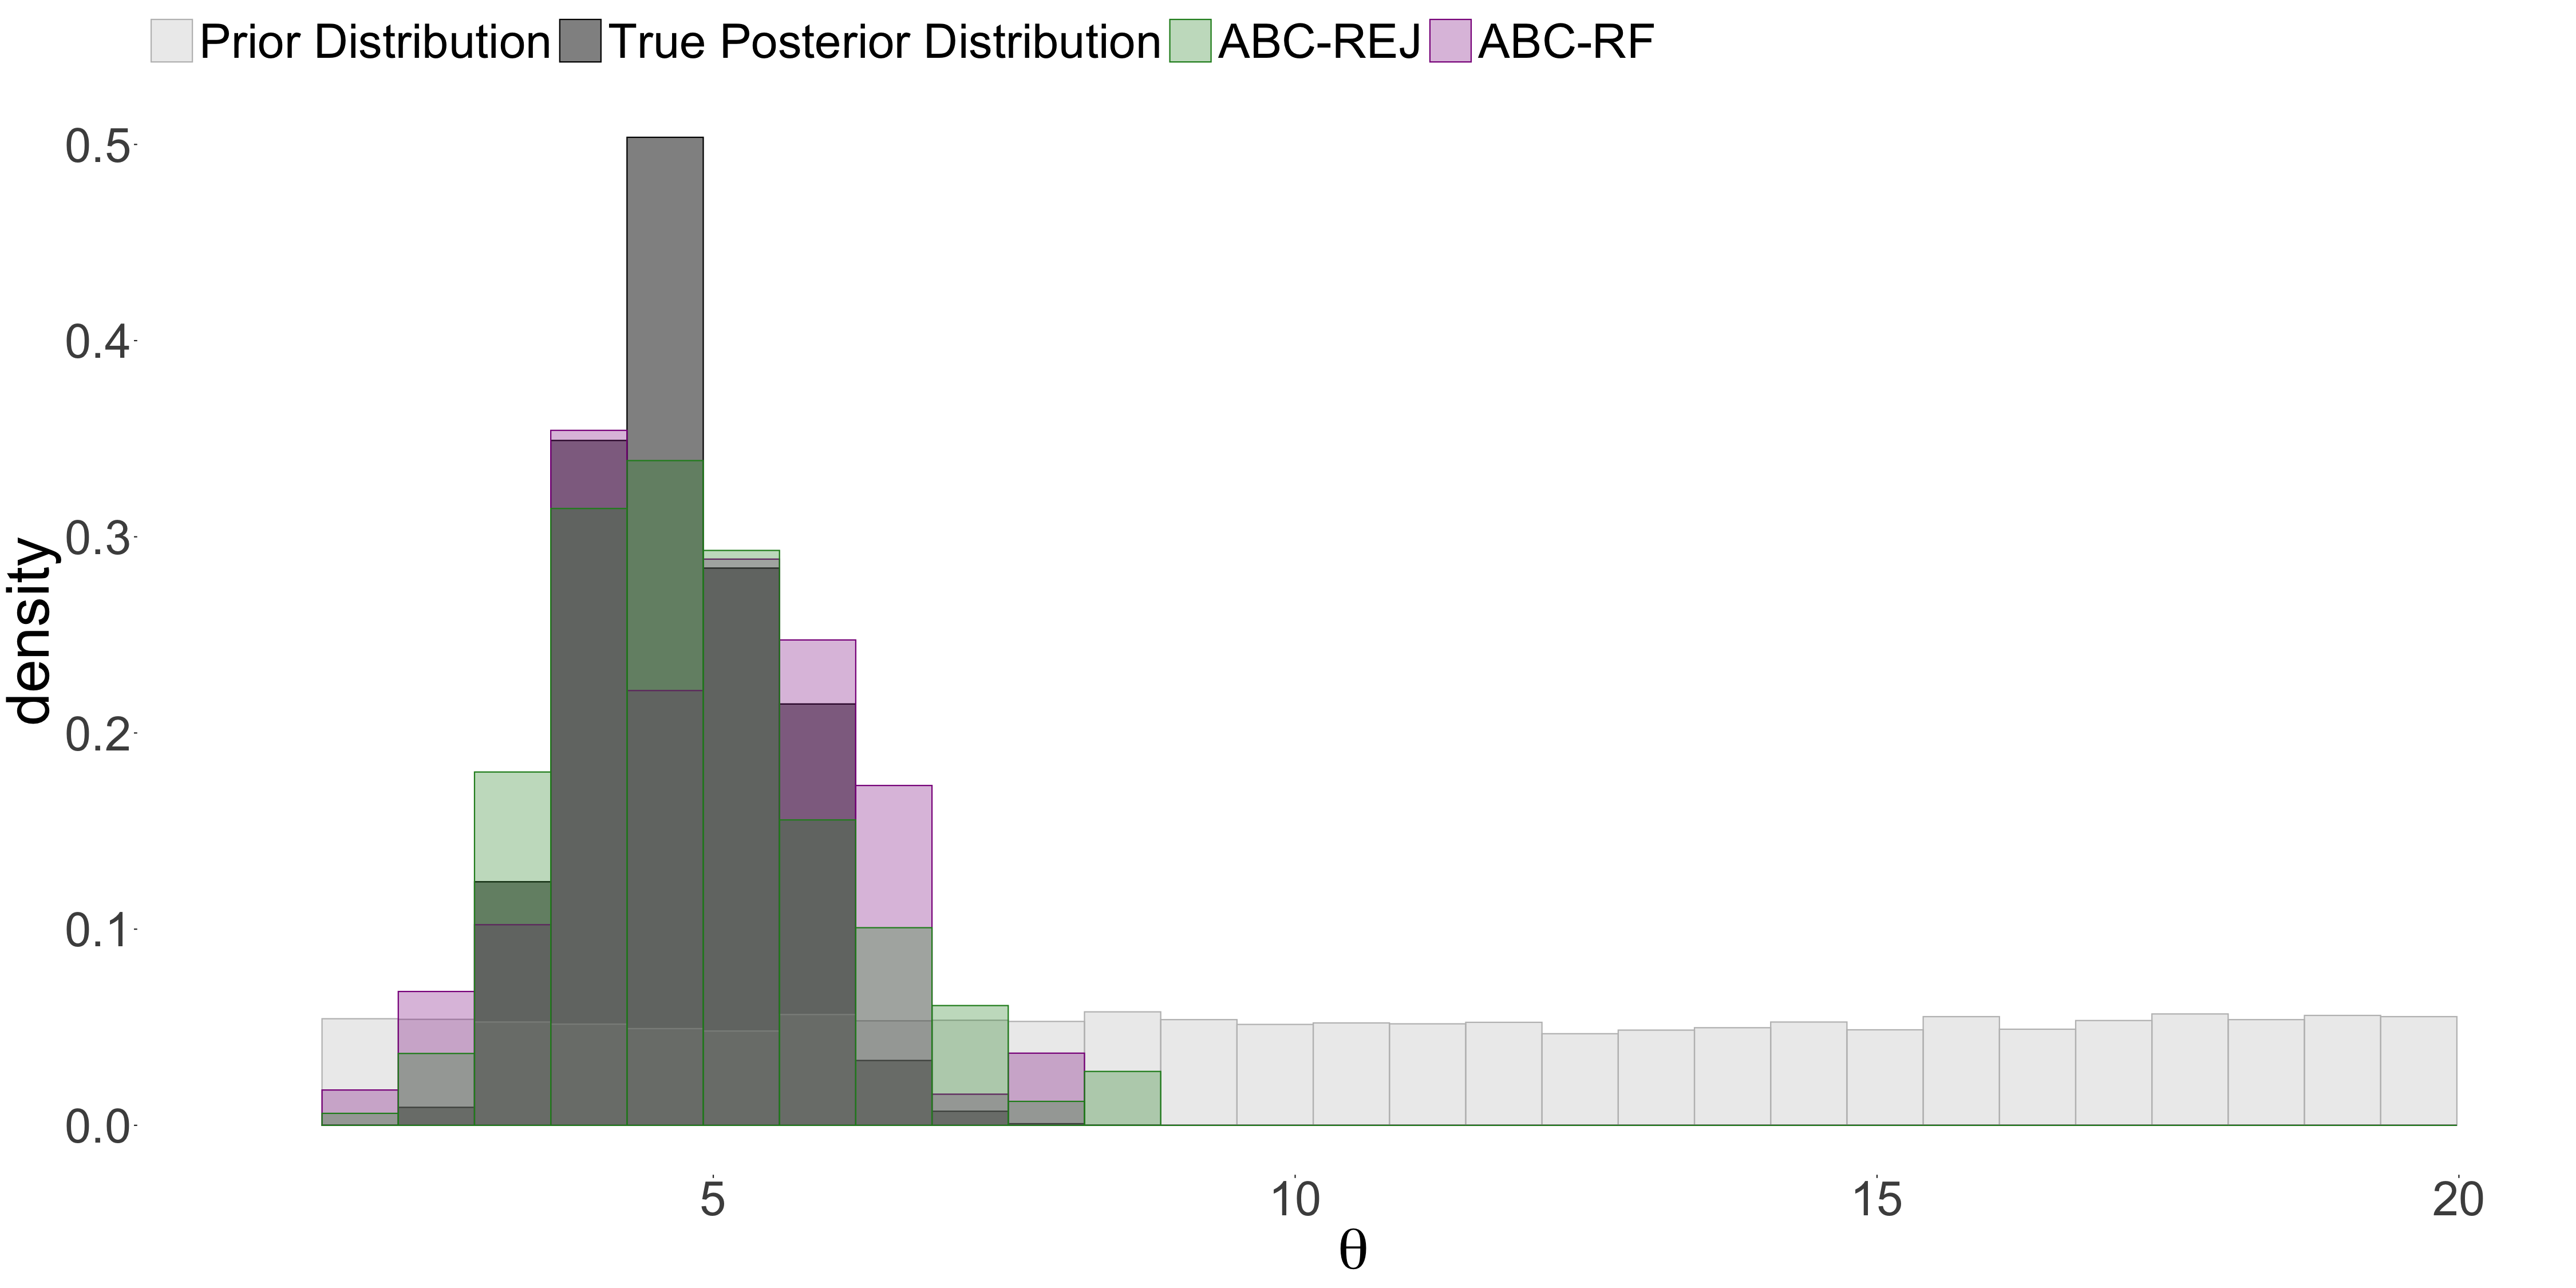 Prior Distribution True Posterior Distribution ABC-REJ ABC-RF
0.5
0.4
0.3
0.2
0.1
0.0
density
5 10 15 20
θ